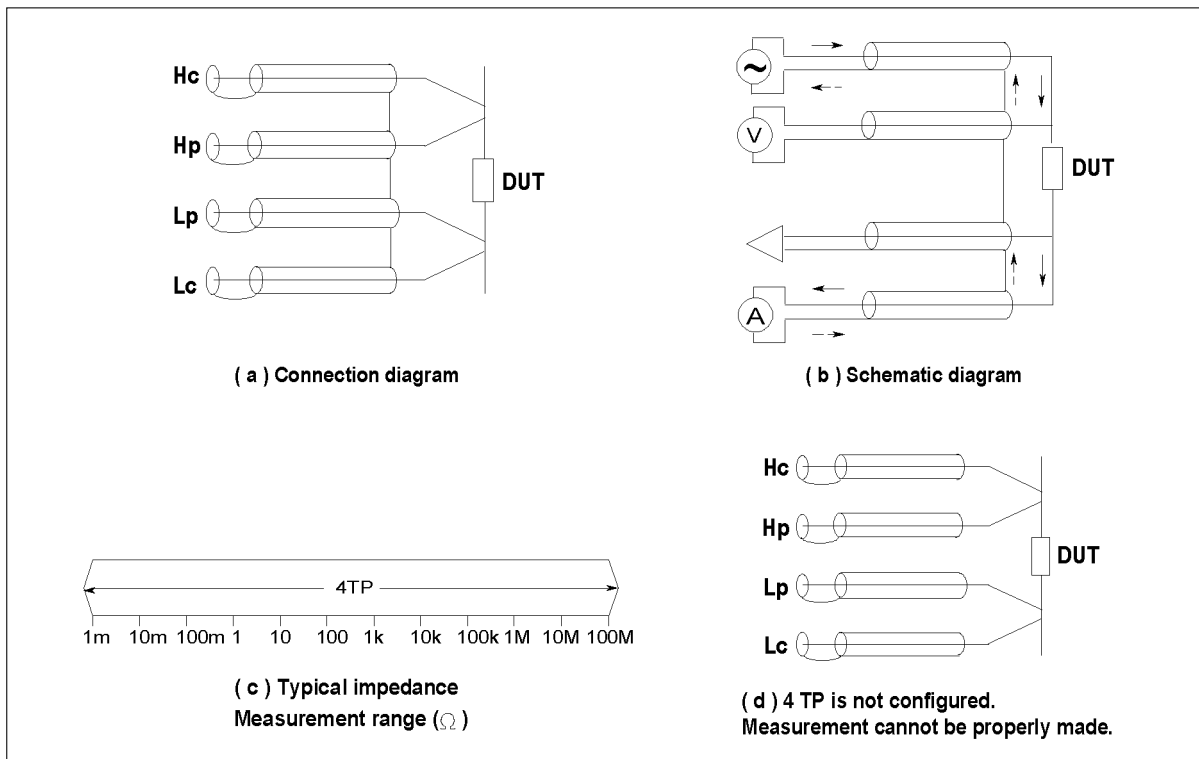 Hc
Hp
Lp
Lc
DUT
( a ) Connection diagram
~
V
A
DUT
( b ) Schematic diagram
4TP
1m 10m 100m 1 10 100 1k 10k 100k 1M 10M 100M
( c ) Typical impedance
Measurement range (Ω)
Hc
Hp
Lp
Lc
DUT
( d ) 4 TP is not configured.
Measurement cannot be properly made.